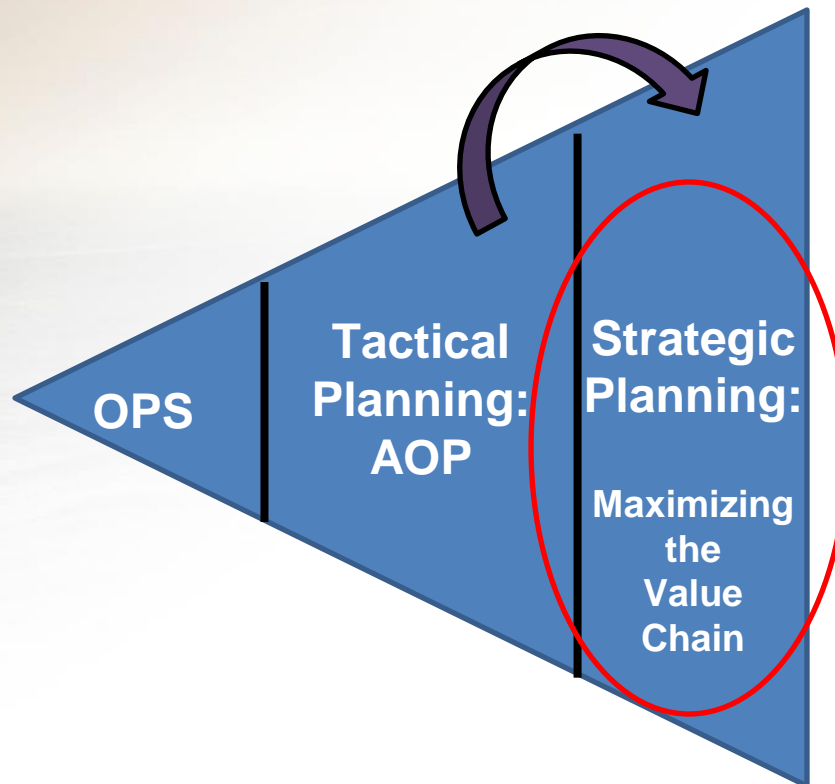 OPS
Tactical
Planning:
AOP
Strategic
Planning:
Maximizing
the
Value
Chain